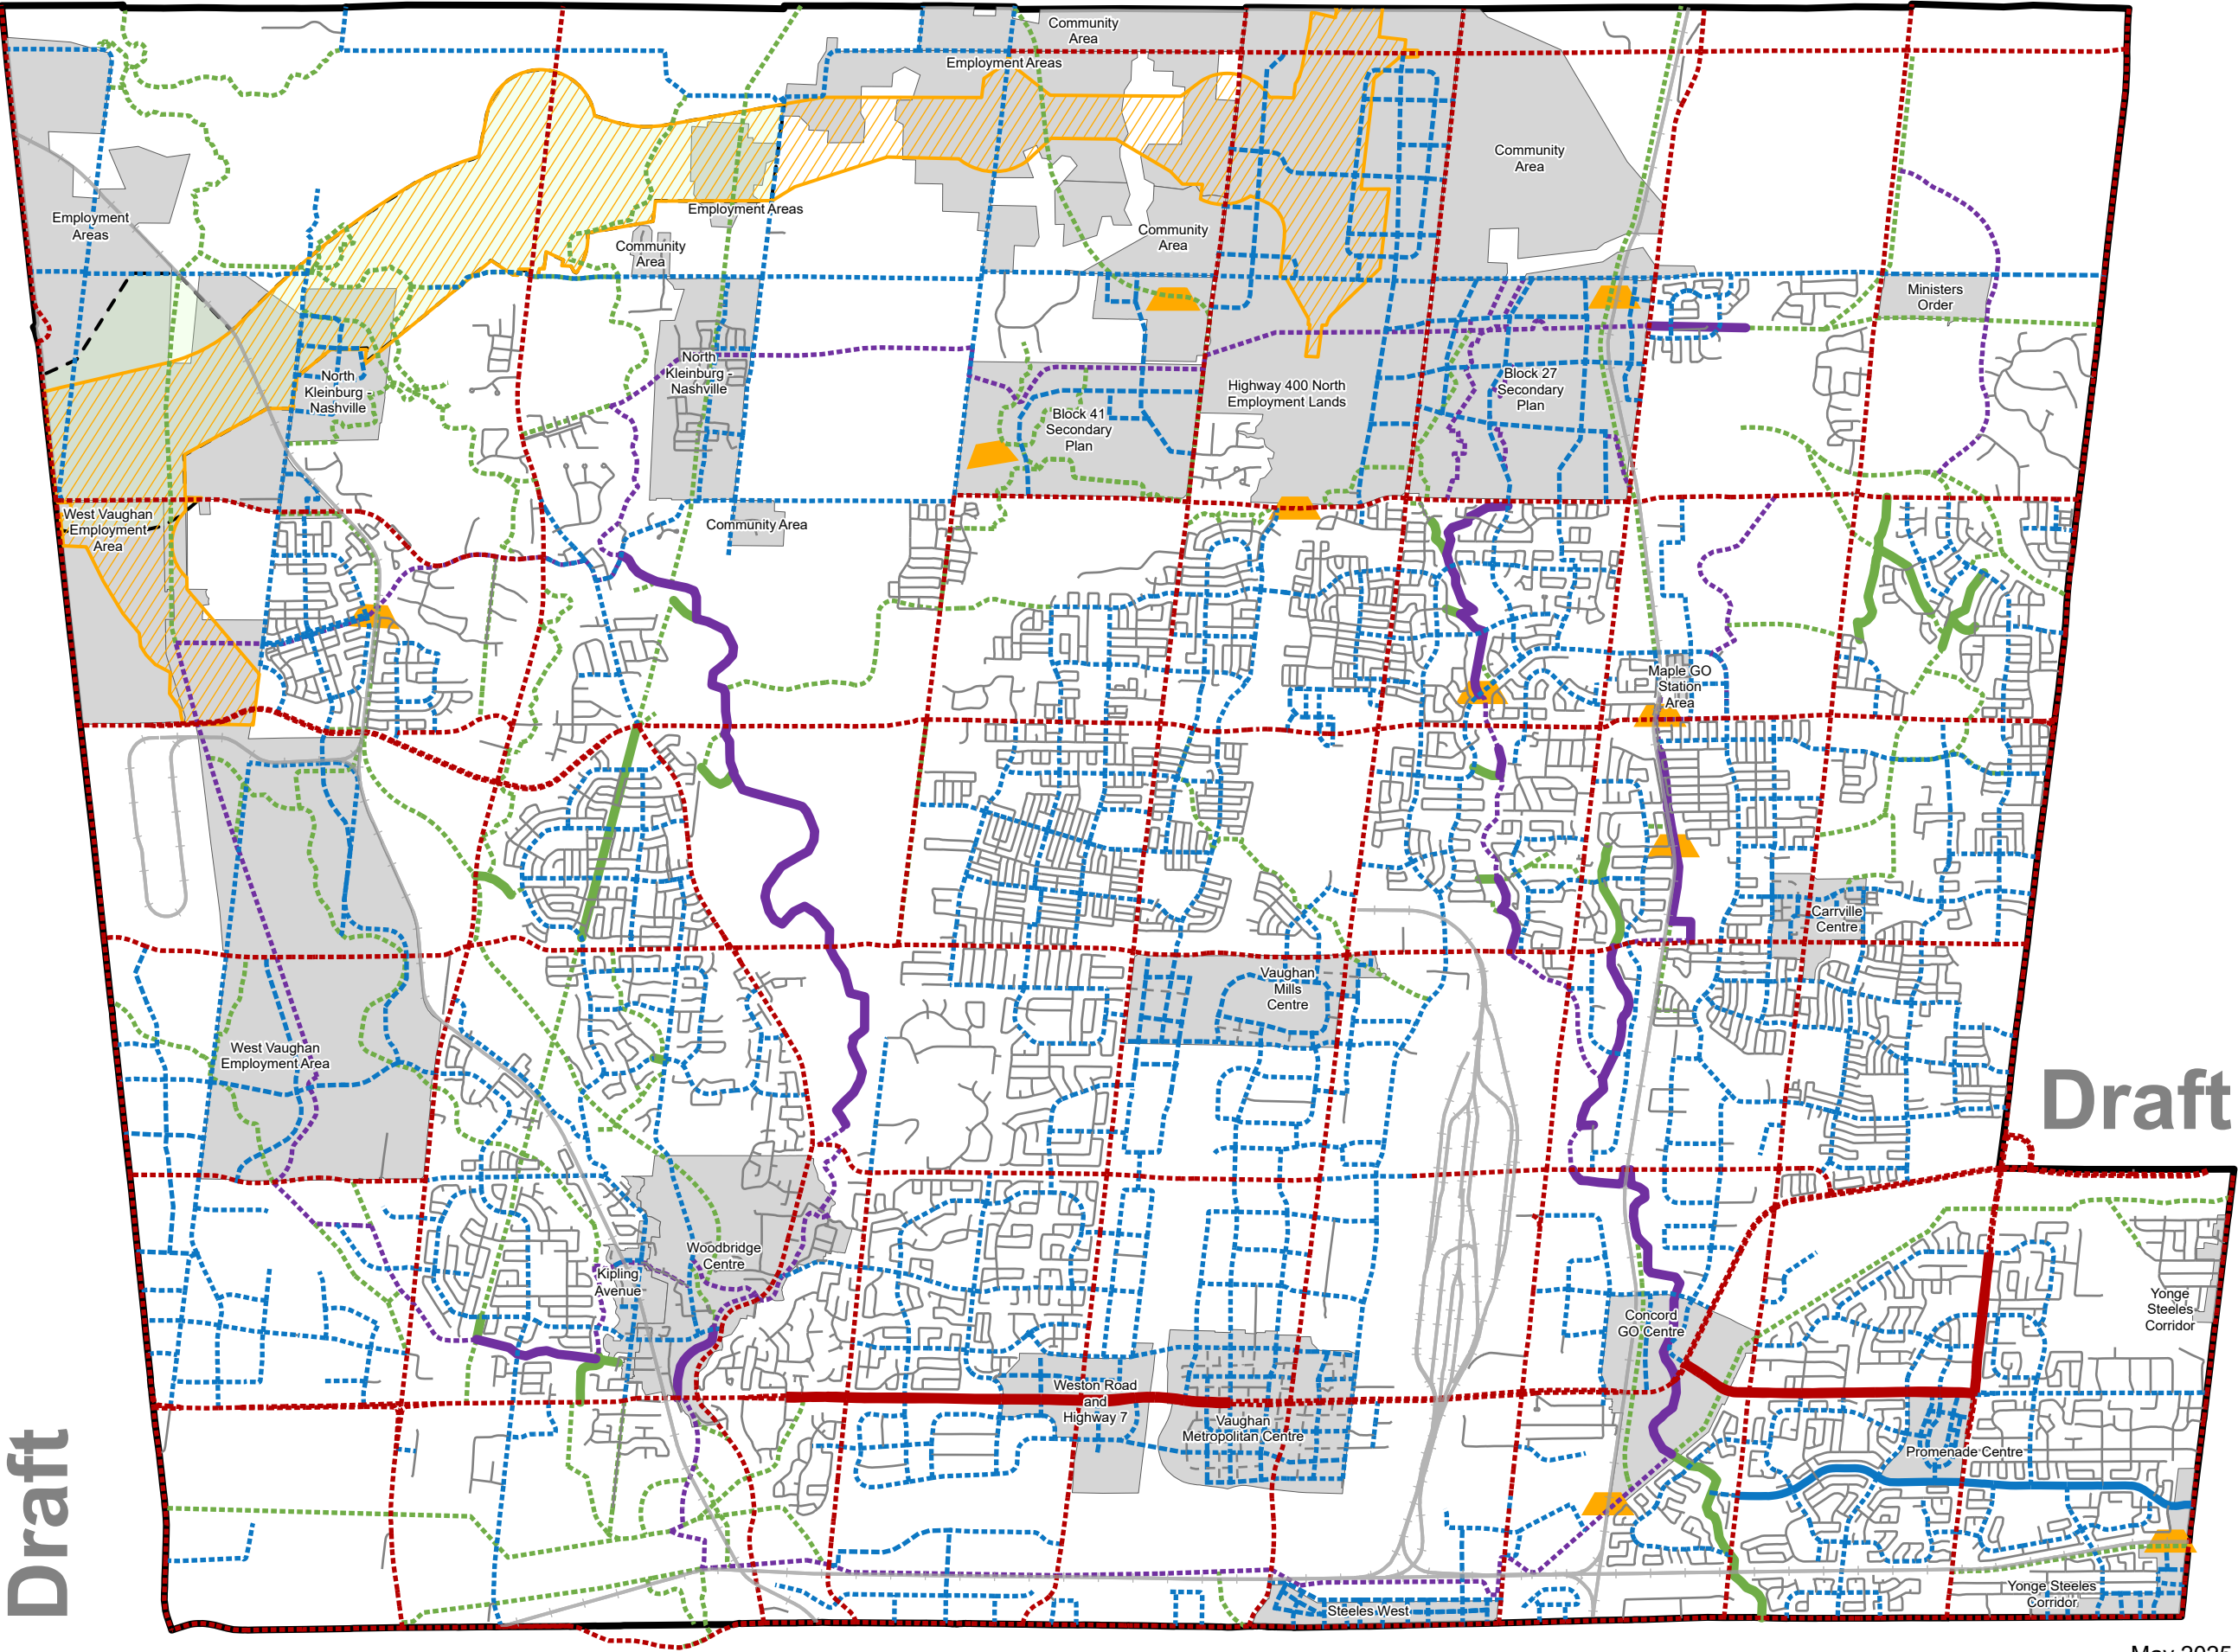 Community
Area
Employment Areas
Community
Area
Employment
Areas
Employment Areas
Community
Area
Community
Area
Ministers
Order
North
Kleinburg -
Nashville
North
Kleinburg -
Nashville
Highway 400 North
Employment Lands
Block 27
Secondary
Plan
Block 41
Secondary
Plan
West Vaughan
Employment
Area
Community Area
Maple GO
Station
Area
Carrville
Centre
Vaughan
Mills
Centre
West Vaughan
Employment Area
Draft
Woodbridge
Centre
Kipling
Avenue
Concord
GO Centre
Yonge
Steeles
Corridor
Weston Road
and
Highway 7
Vaughan
Metropolitan Centre
Promenade Centre
Draft
Steeles West
Yonge Steeles
Corridor
May 2025